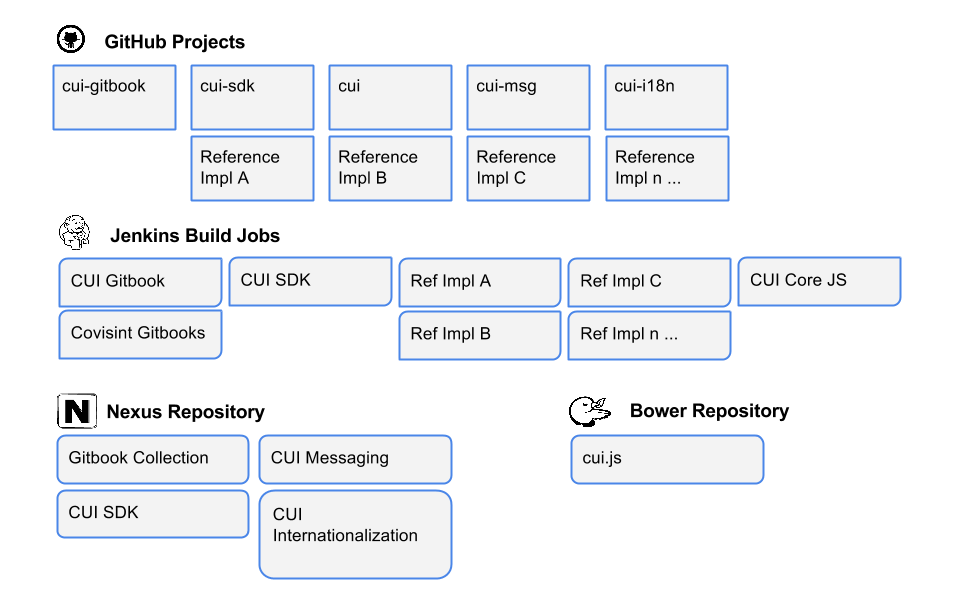 GitHub Projects
cui-gitbook
cui-sdk
cui
cui-msg
cui-i18n
Reference
Impl A
Reference
Impl B
Reference
Impl C
Reference
Impl n ...
Jenkins Build Jobs
CUI Gitbook
CUI SDK
Ref Impl A
Ref Impl C
CUI Core JS
Covisint Gitbooks
Ref Impl B
Ref Impl n ...
N
Nexus Repository
Gitbook Collection
CUI Messaging
CUI SDK
CUI
Internationalization
Bower Repository
cui.js